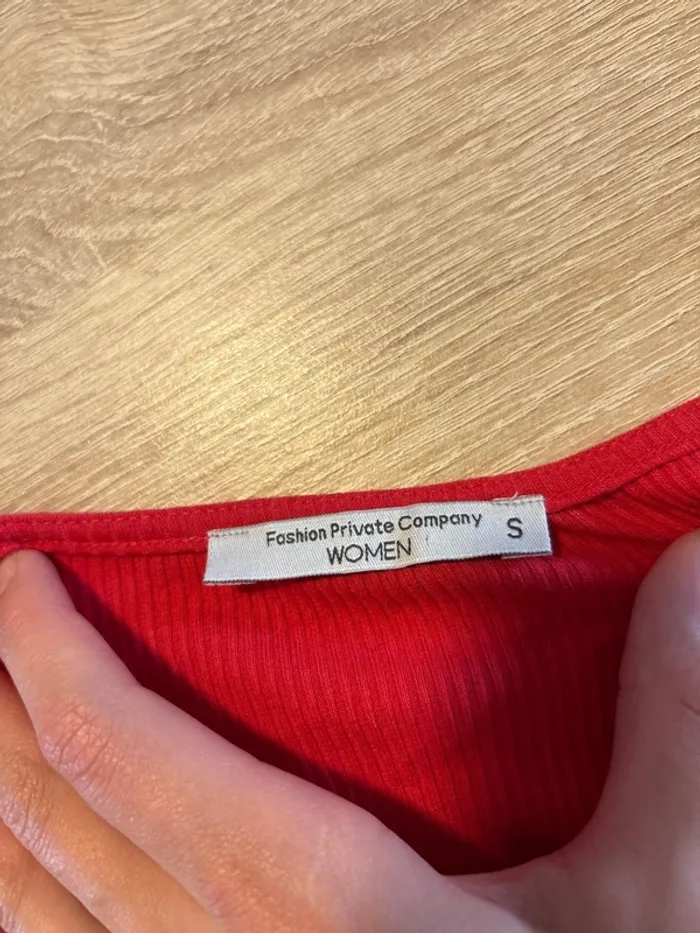 Fashion Private Company
WOMEN
S